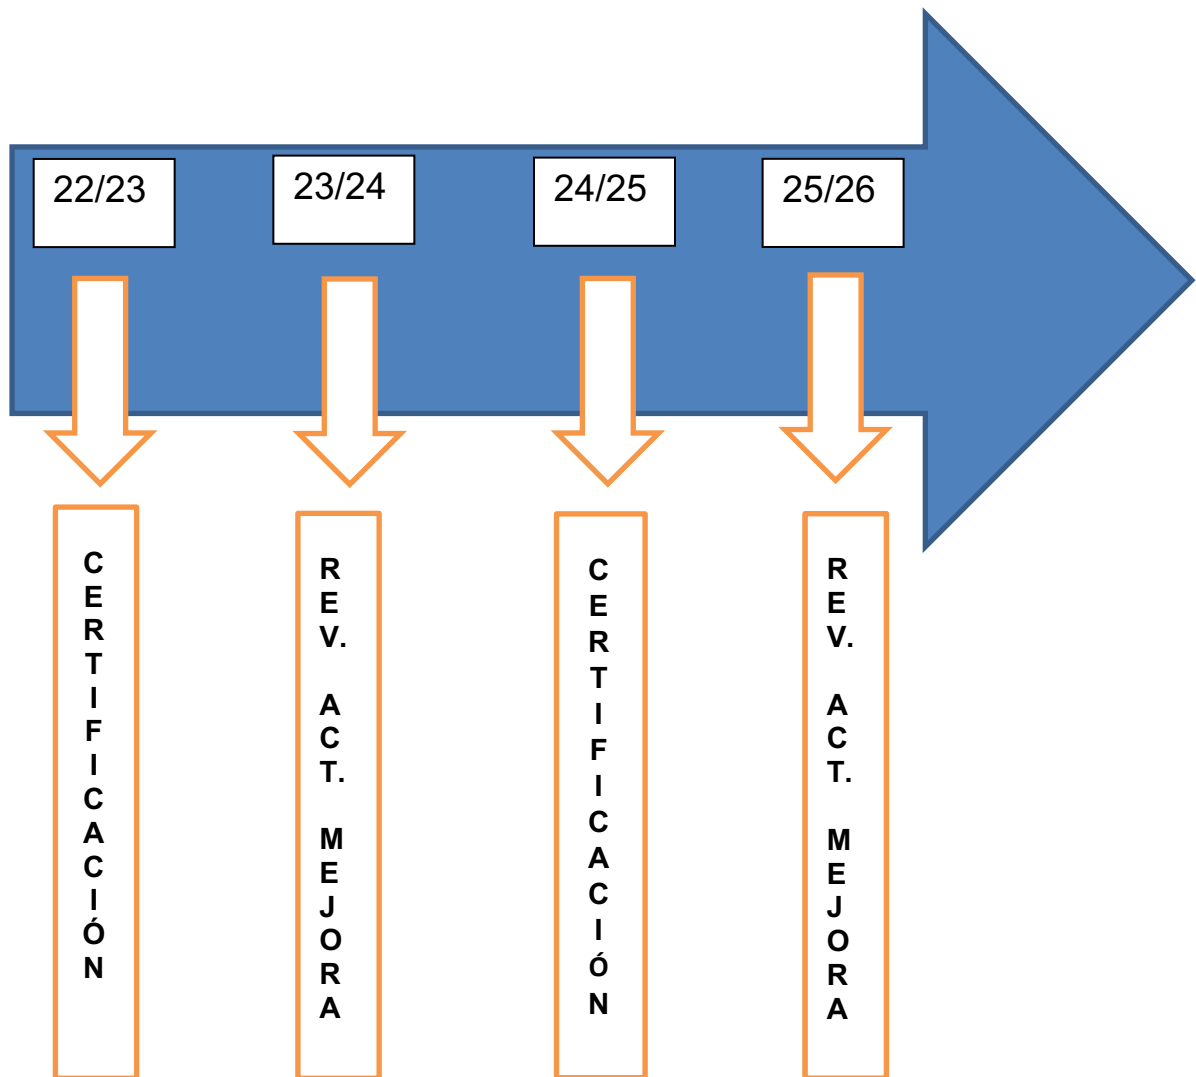 22/23
23/24
24/25
25/26
CERTIFICACIÓN
REV. ACT. MEJORA
CERTIFICACIÓN
REV. ACT. MEJORA